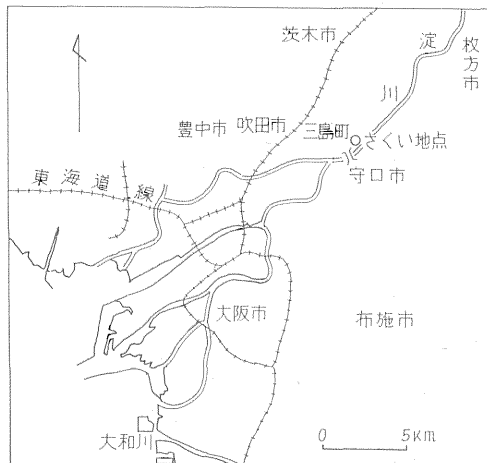 茨木市
淀川
枚方市
豊中市
吹田市
三島町
さくい地点
守口市
東海道線
大阪市
布施市
大和川
0 5Km